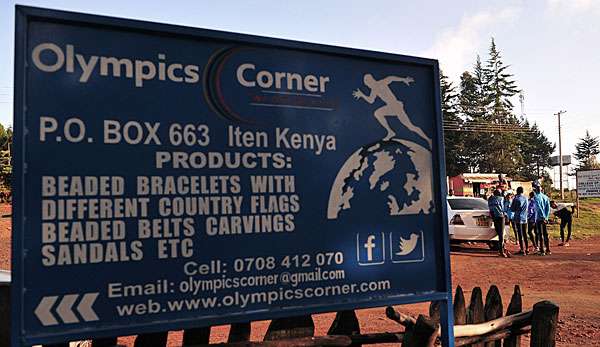 Olympics Corner
P.O. BOX 663 Iten Kenya
PRODUCTS:
BEADED BRACELETS WITH
DIFFERENT COUNTRY FLAGS
BEADED BELTS CARVINGS
SANDALS ETC
Cell: 0708 412 070
Email: olympicscorner@gmail.com
web.www.olympicscorner.com